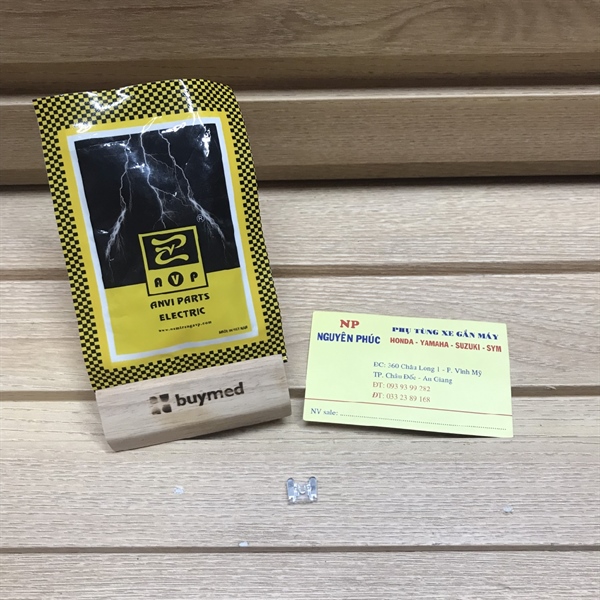 ®
AVP
ANVI PARTS
ELECTRIC
buymed
NP
NGUYÊN PHÚC
PHỤ TÙNG XE GẮN MÁY
HONDA - YAMAHA - SUZUKI - SYM
ĐC: 360 Châu Long 1 - F. Vĩnh Mỹ
TP. Châu Đốc - An Giang
ĐT: 093 93 99 282
ĐT: 033 23 89 168
NV sale: